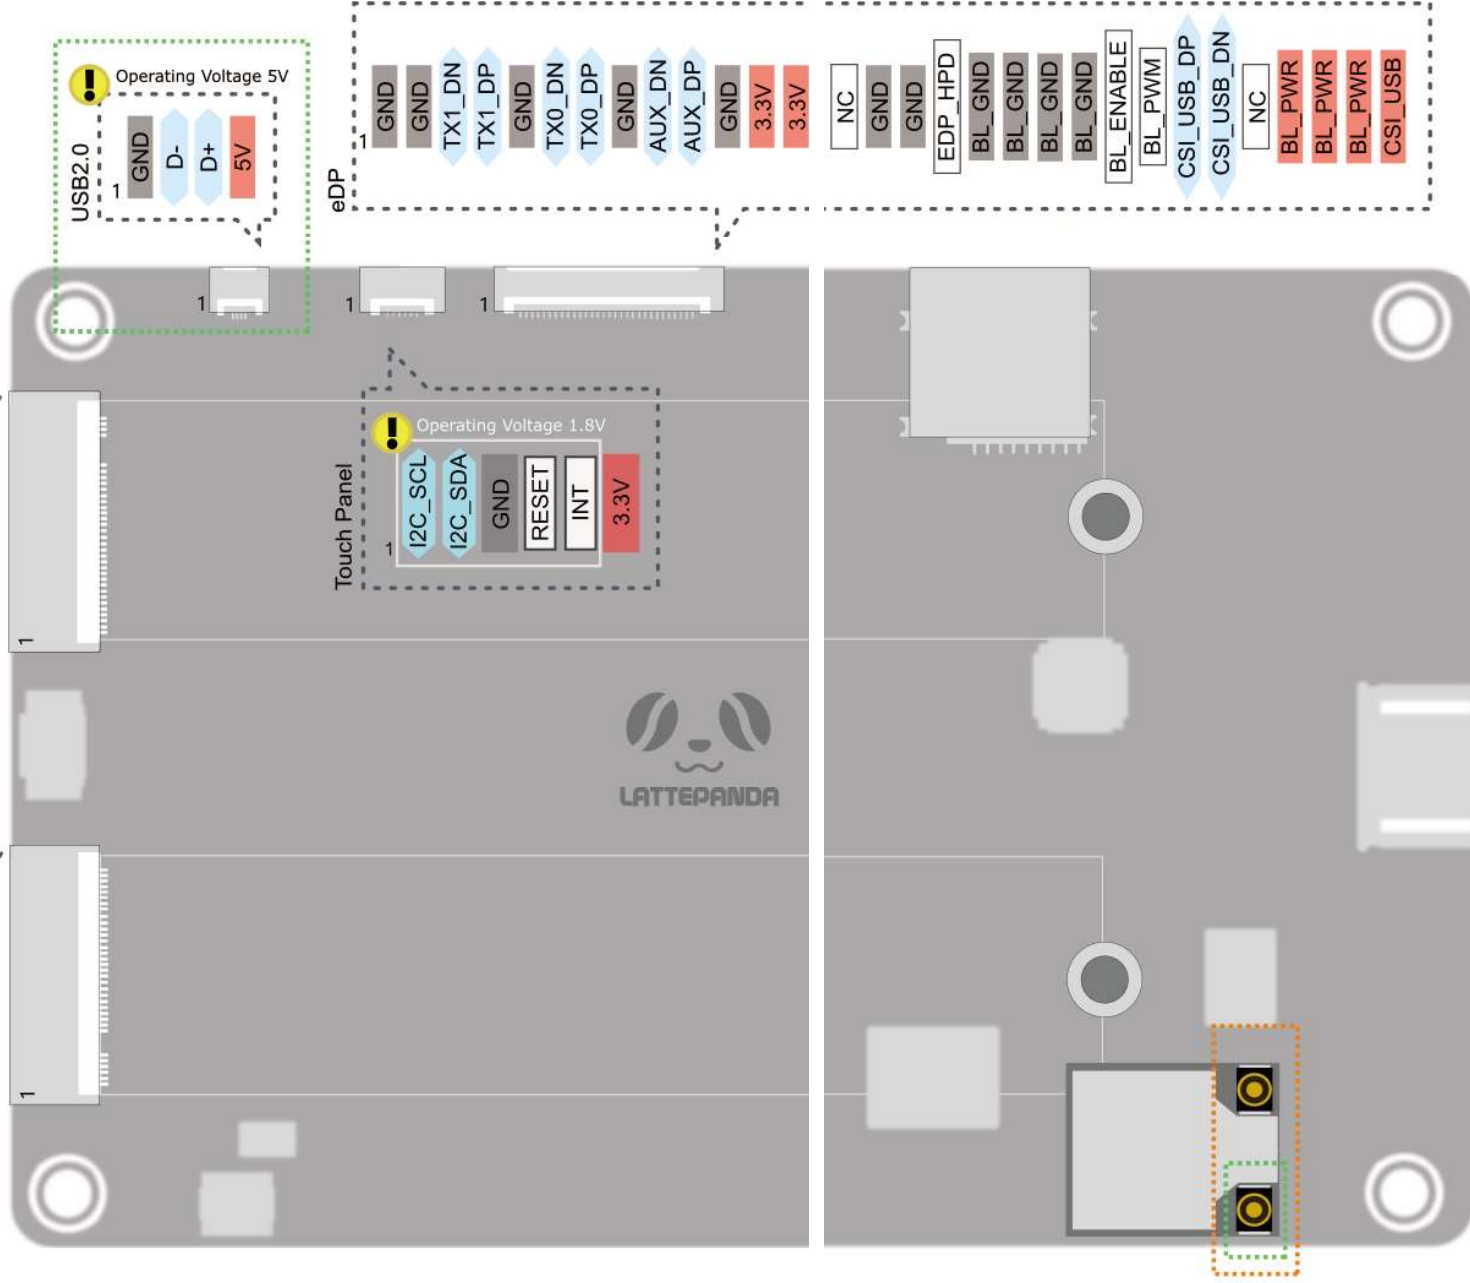 Operating Voltage 5V
USB2.0
1
GND
D-
D+
5V
eDP
1
GND
GND
TX1_DN
TX1_DP
GND
TX0_DN
TX0_DP
GND
AUX_DN
AUX_DP
GND
3.3V
3.3V
NC
GND
GND
EDP_HPD
BL_GND
BL_GND
BL_GND
BL_GND
BL_ENABLE
BL_PWM
CSI_USB_DP
CSI_USB_DN
NC
BL_PWR
BL_PWR
BL_PWR
CSI_USB
1
1
1
Touch Panel
Operating Voltage 1.8V
1
I2C_SCL
I2C_SDA
GND
RESET
INT
3.3V
1
LATTEPANDA
1